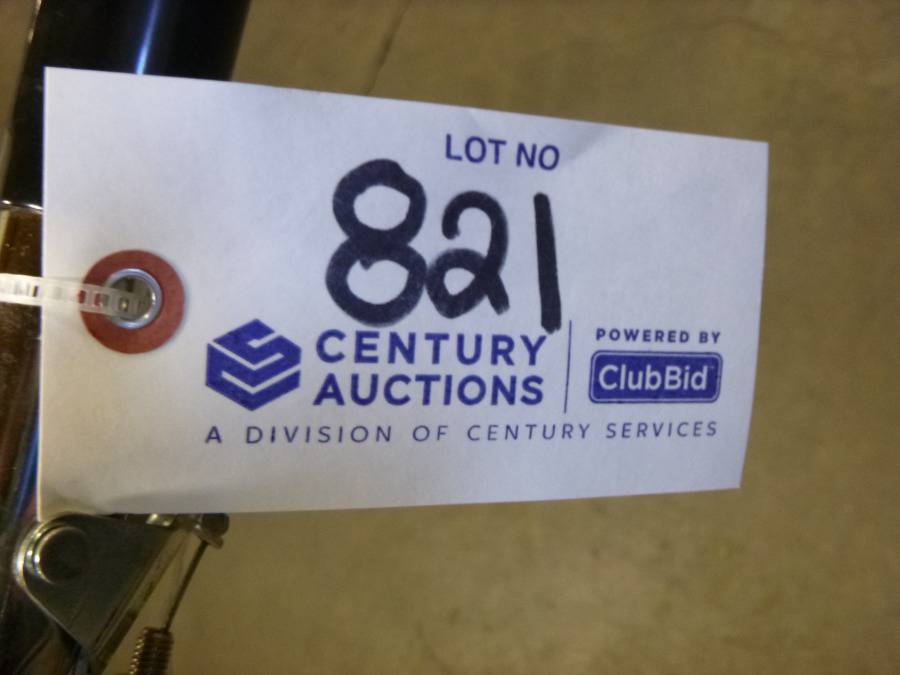 LOT NO
821
CENTURY
AUCTIONS
POWERED BY
ClubBid
A DIVISION OF CENTURY SERVICES